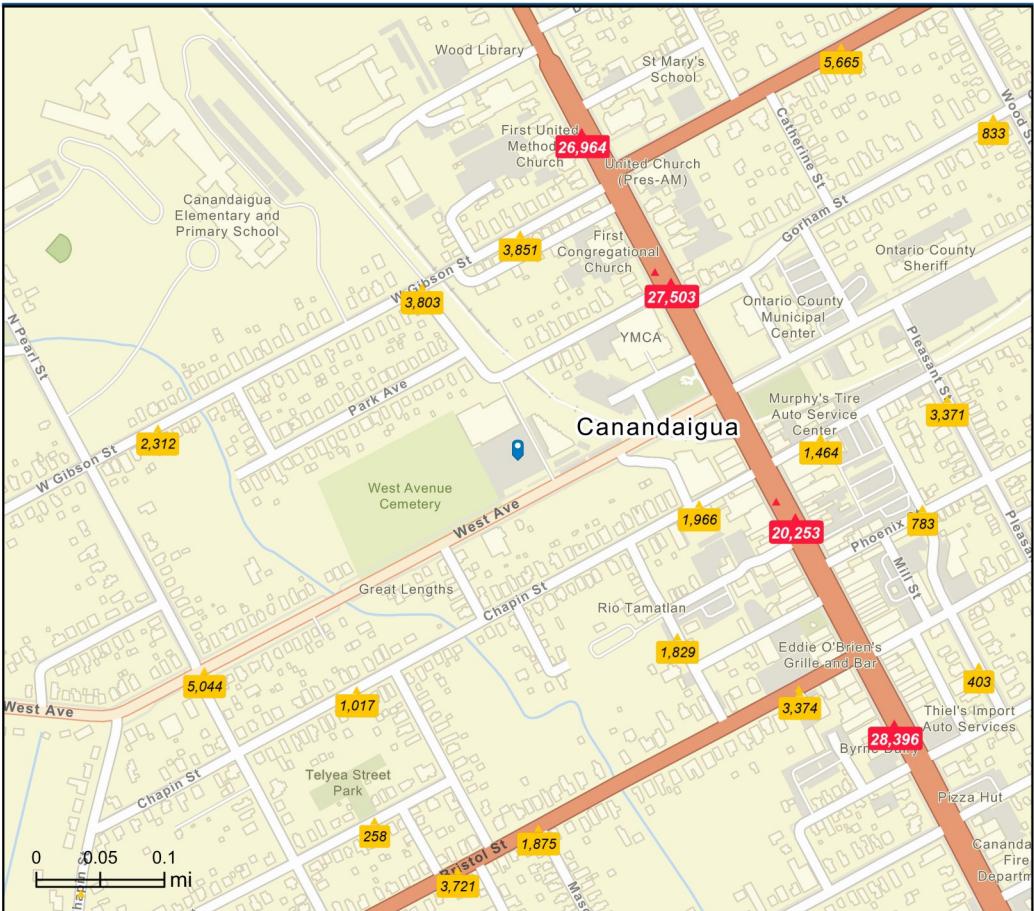 Wood Library
St Mary's
School
5,665
First United
Church
26,964
United Church
(Pres-AM)
Catherine St
833
Canandaigua
Elementary and
Primary School
3,851
First
Congregational
Church
Gorham St
Ontario County
Sheriff
W Gibson St
3,803
27,503
Ontario County
Municipal
Center
N Pearl St
YMCA
Pleasant St
Park Ave
Murphy's Tire
Auto Service
Center
3,371
2,312
Canandaigua
1,464
W Gibson St
West Avenue
Cemetery
West Ave
1,966
20,253
783
Phoenix
Great Lengths
Chapin St
Rio Tamatlan
Mill St
1,829
Eddie O'Brien's
Grille and Bar
5,044
403
1,017
3,374
West Ave
Thiel's Import
Auto Services
28,396
Chapin St
Telyea Street
Park
Pizza Hut
258
1,875
Bristol St
3,721
0 0.05 0.1
mi
Fire